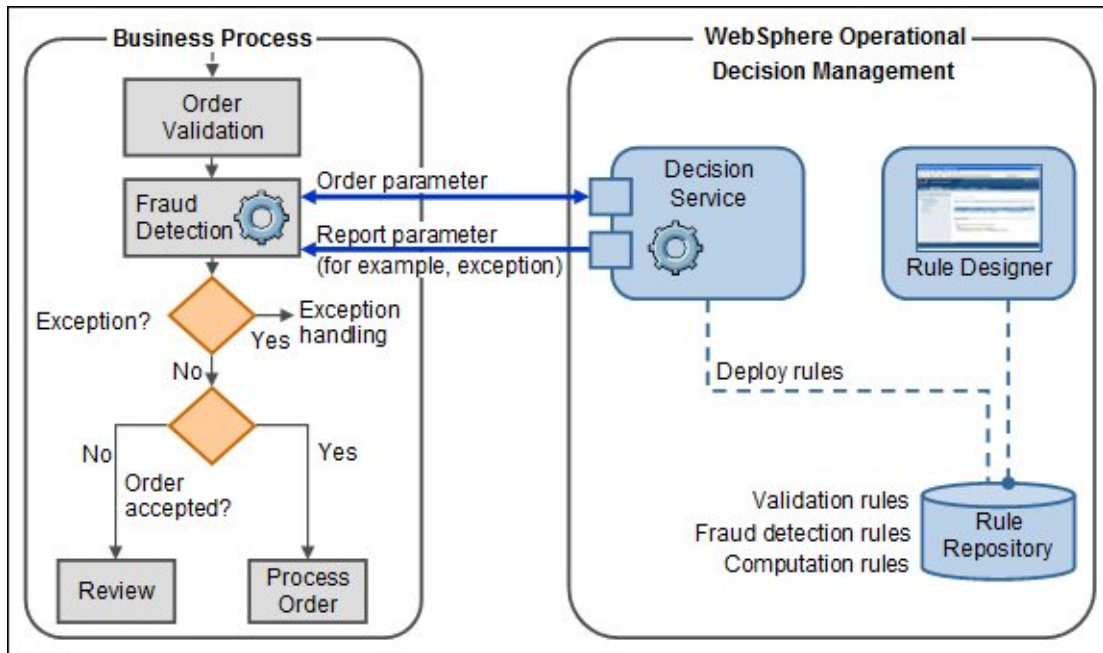 Business Process
Order
Validation
Fraud
Detection
Order parameter
Report parameter
(for example, exception)
Exception?
Yes
Exception
handling
No
No
Yes
Order
accepted?
Review
Process
Order
WebSphere Operational
Decision Management
Decision
Service
Rule Designer
Deploy rules
Validation rules
Fraud detection rules
Computation rules
Rule
Repository